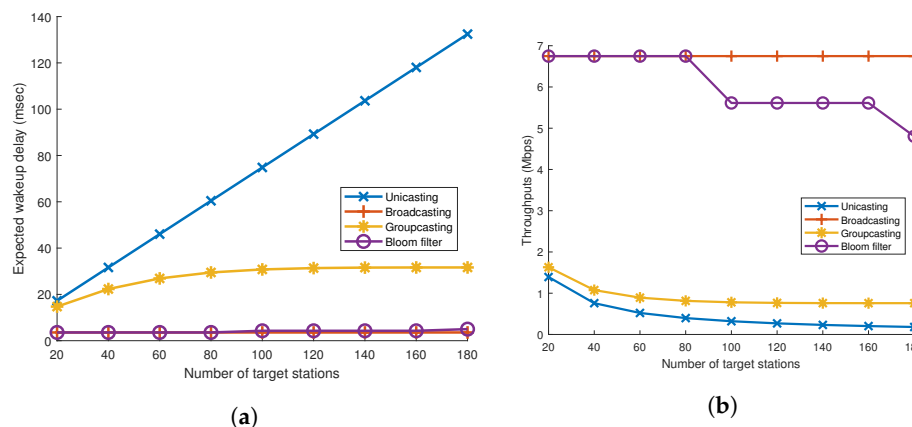 140
120
100
80
60
40
20
0
Expected wakeup delay (msec)
20 40 60 80 100 120 140 160 180
Number of target stations
Unicasting
Broadcasting
Groupcasting
Bloom filter
(a)
7
6
5
4
3
2
1
0
Throughputs (Mbps)
20 40 60 80 100 120 140 160
Number of target stations
Unicasting
Broadcasting
Groupcasting
Bloom filter
(b)